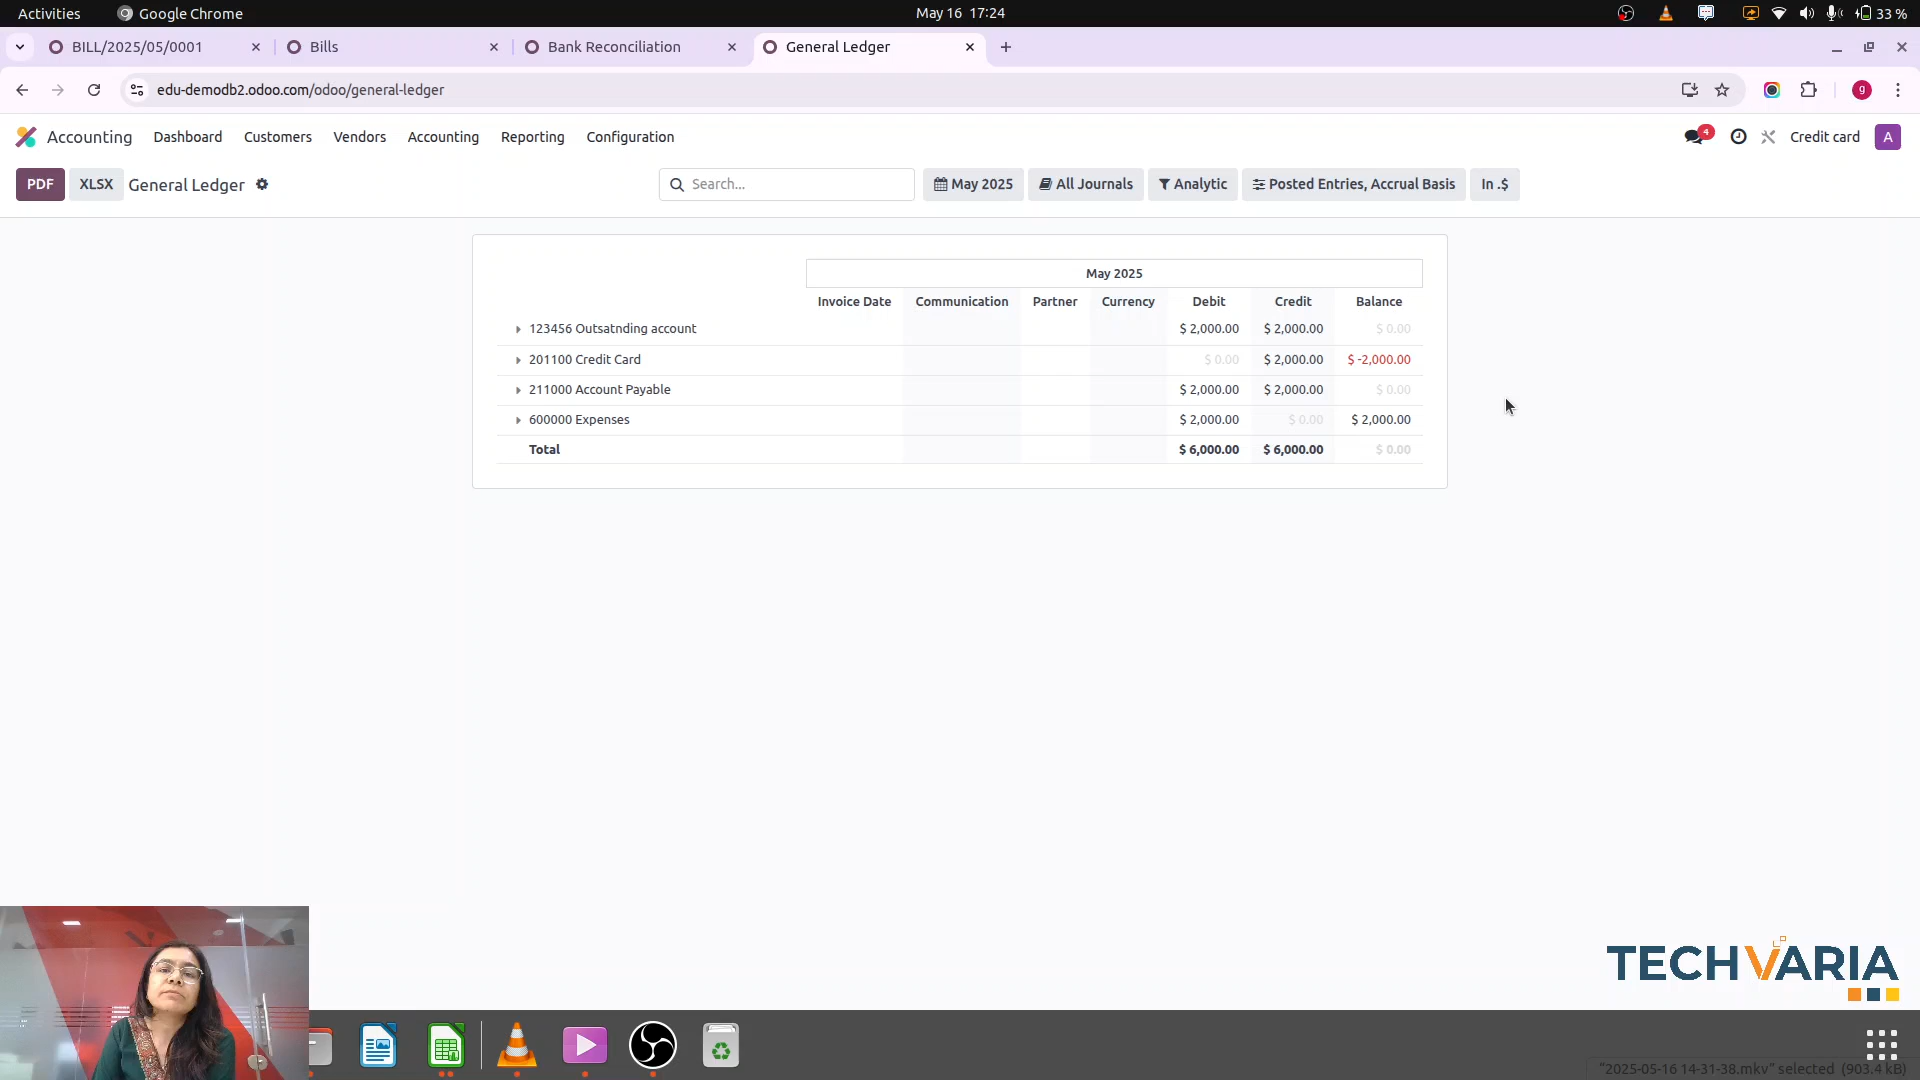 Activities Google Chrome May 16 17:24 33 %
BILL/2025/05/0001 Bills Bank Reconciliation General Ledger
edu-demodb2.odoo.com/odoo/general-ledger g
Accounting Dashboard Customers Vendors Accounting Reporting Configuration 4 Credit card A
PDF XLSX General Ledger Search... May 2025 All Journals Analytic Posted Entries, Accrual Basis In .$
May 2025
Invoice Date Communication Partner Currency Debit Credit Balance
123456 Outsatnding account $ 2,000.00 $ 2,000.00 $ 0.00
201100 Credit Card $ 0.00 $ 2,000.00 $ -2,000.00
211000 Account Payable $ 2,000.00 $ 2,000.00 $ 0.00
600000 Expenses $ 2,000.00 $ 0.00 $ 2,000.00
Total $ 6,000.00 $ 6,000.00 $ 0.00
TECHVARIA
"2025-05-16 14-31-38.mkv" selected (903.4 kB)